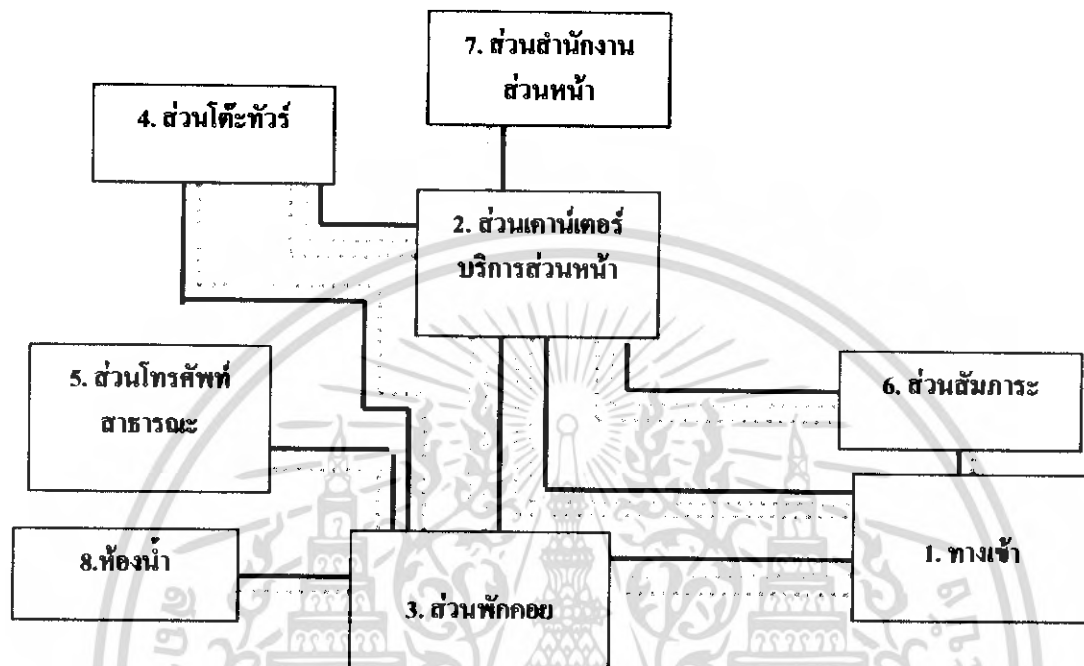 7. ส่วนสำนักงาน
ส่วนหน้า
4. ส่วนโต๊ะทัวร์
2. ส่วนเคาน์เตอร์
บริการส่วนหน้า
5. ส่วนโทรศัพท์
สาธารณะ
6. ส่วนสัมภาระ
8.ห้องน้ำ
3. ส่วนพักคอย
1. ทางเข้า